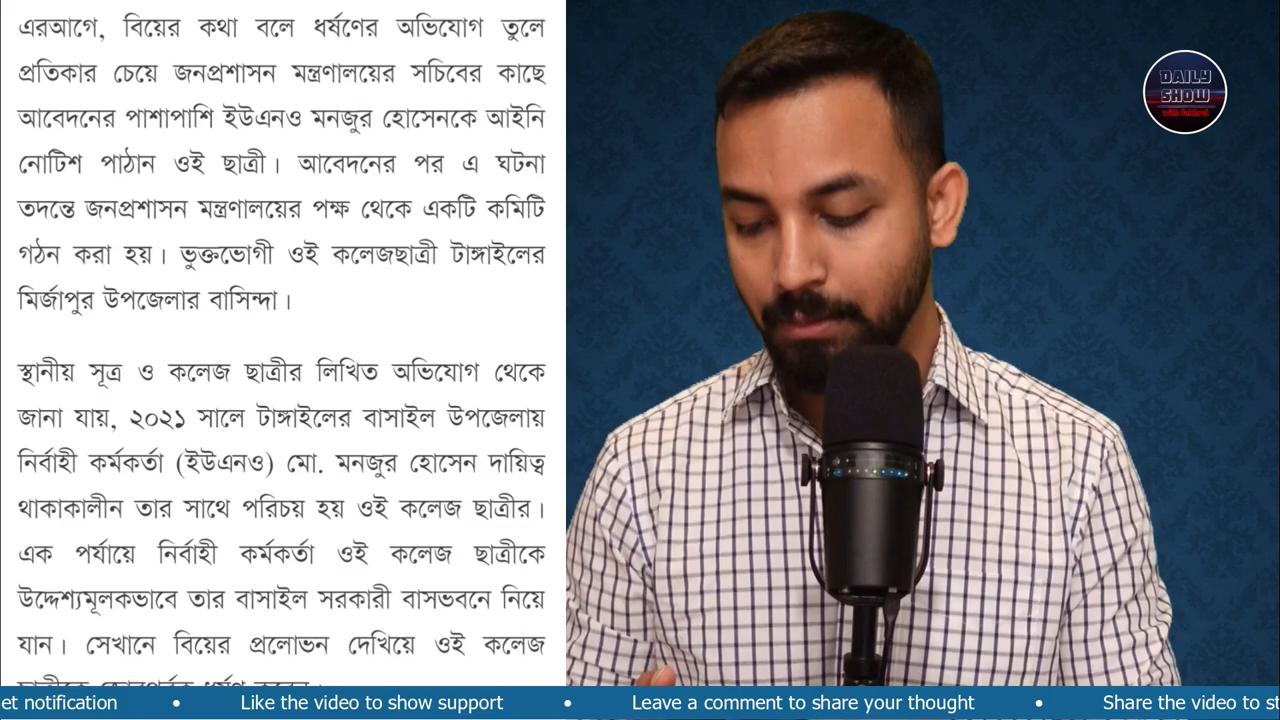 এরআগে, বিয়ের কথা বলে ধর্ষণের অভিযোগ তুলে
প্রতিকার চেয়ে জনপ্রশাসন মন্ত্রণালয়ের সচিবের কাছে
আবেদনের পাশাপাশি ইউএনও মনজুর হোসেনকে আইনি
নোটিশ পাঠান ওই ছাত্রী। আবেদনের পর এ ঘটনা
তদন্তে জনপ্রশাসন মন্ত্রণালয়ের পক্ষ থেকে একটি কমিটি
গঠন করা হয়। ভুক্তভোগী ওই কলেজছাত্রী টাঙ্গাইলের
মির্জাপুর উপজেলার বাসিন্দা।
স্থানীয় সূত্র ও কলেজ ছাত্রীর লিখিত অভিযোগ থেকে
জানা যায়, ২০২১ সালে টাঙ্গাইলের বাসাইল উপজেলায়
নির্বাহী কর্মকর্তা (ইউএনও) মো. মনজুর হোসেন দায়িত্ব
থাকাকালীন তার সাথে পরিচয় হয় ওই কলেজ ছাত্রীর।
এক পর্যায়ে নির্বাহী কর্মকর্তা ওই কলেজ ছাত্রীকে
উদ্দেশ্যমূলকভাবে তার বাসাইল সরকারী বাসভবনে নিয়ে
যান। সেখানে বিয়ের প্রলোভন দেখিয়ে ওই কলেজ
DAILY
SHOW
et notification • Like the video to show support • Leave a comment to share your thought • Share the video to